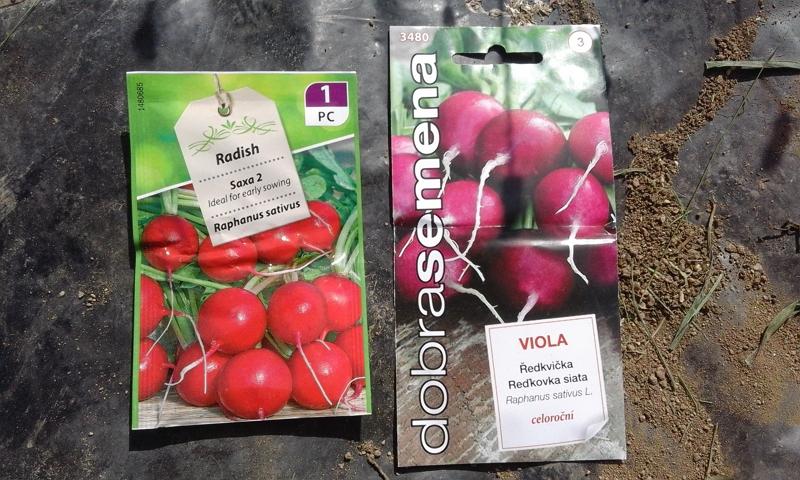 1480685
1
PC
Radish
Saxa 2
Ideal for early sowing
Raphanus sativus
3480
3
dobrasemena
VIOLA
Ředkvička
Reďkovka siata
Raphanus sativus L.
celoroční